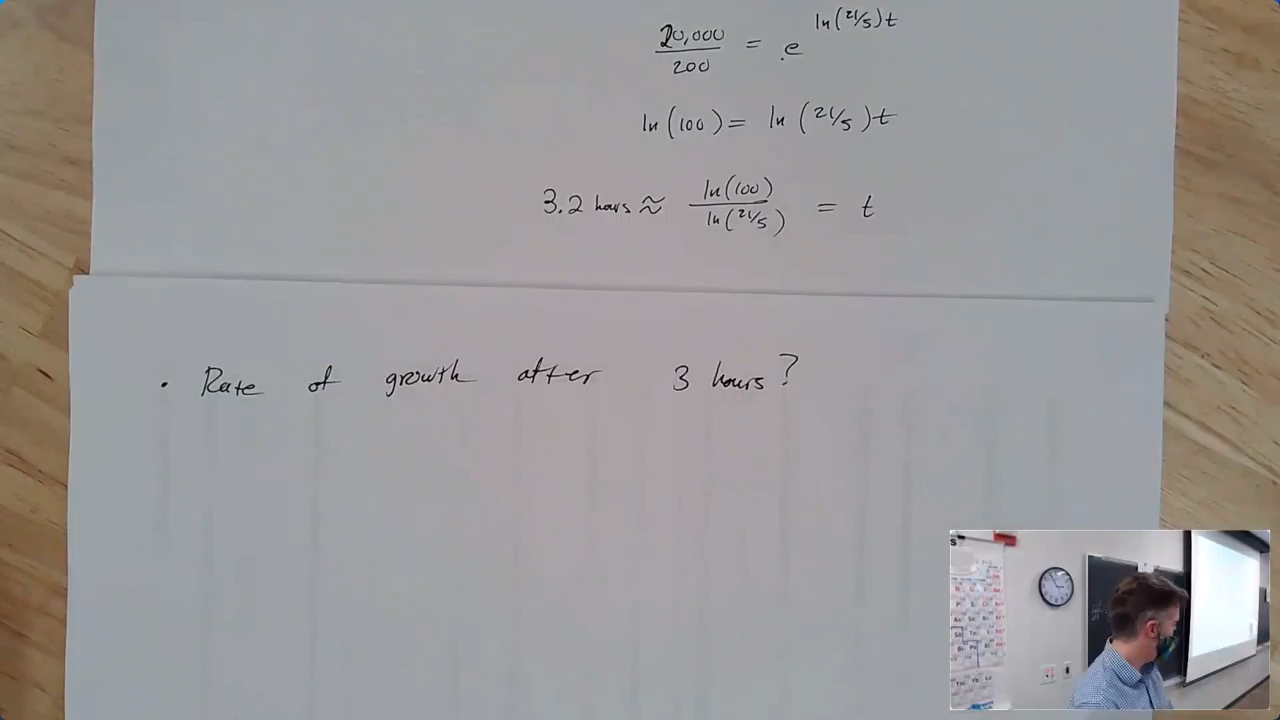 20,000/200 = e^ln(21/5)t
ln(100) = ln(21/5)t
3.2 hours ≈ ln(100)/ln(21/5) = t
• Rate of growth after 3 hours?